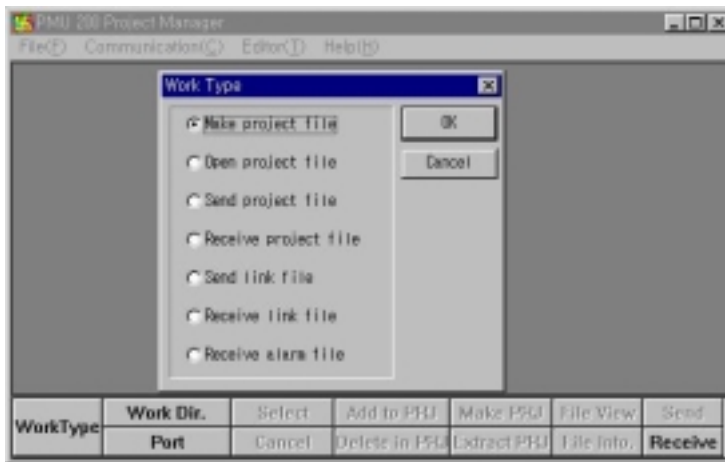 PMU 200 Project Manager
File(F) Communication(C) Editor(T) Help(H)
Work Type
Make project file
OK
Open project file
Cancel
Send project file
Receive project file
Send link file
Receive link file
Receive alarm file
WorkType
Work Dir. Select Add to PRJ Make PRJ File View Send
Port Cancel Delete in PRJ Extract PRJ File Info. Receive